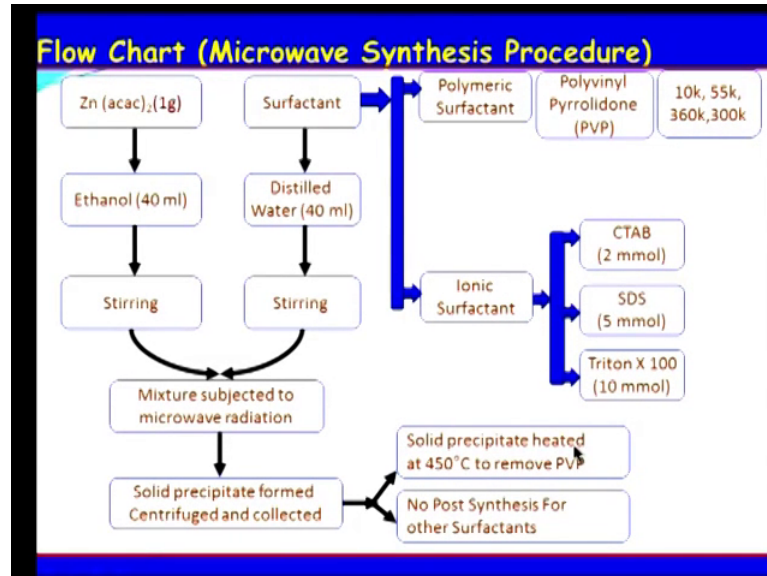 Flow Chart (Microwave Synthesis Procedure)
Zn (acac)₂(1g)
Ethanol (40 ml)
Stirring
Surfactant
Distilled
Water (40 ml)
Stirring
Mixture subjected to
microwave radiation
Solid precipitate formed
Centrifuged and collected
Solid precipitate heated
at 450°C to remove PVP
No Post Synthesis For
other Surfactants
Polymeric
Surfactant
Polyvinyl
Pyrrolidone
(PVP)
10k, 55k,
360k,300k
Ionic
Surfactant
CTAB
(2 mmol)
SDS
(5 mmol)
Triton X 100
(10 mmol)